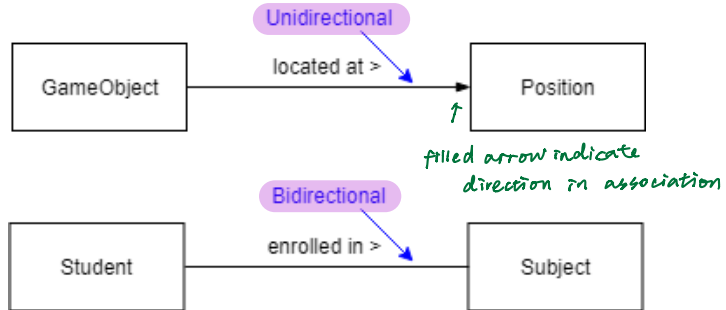 Unidirectional
located at >
GameObject
Position
filled arrow indicate
direction in association
Bidirectional
enrolled in >
Student
Subject